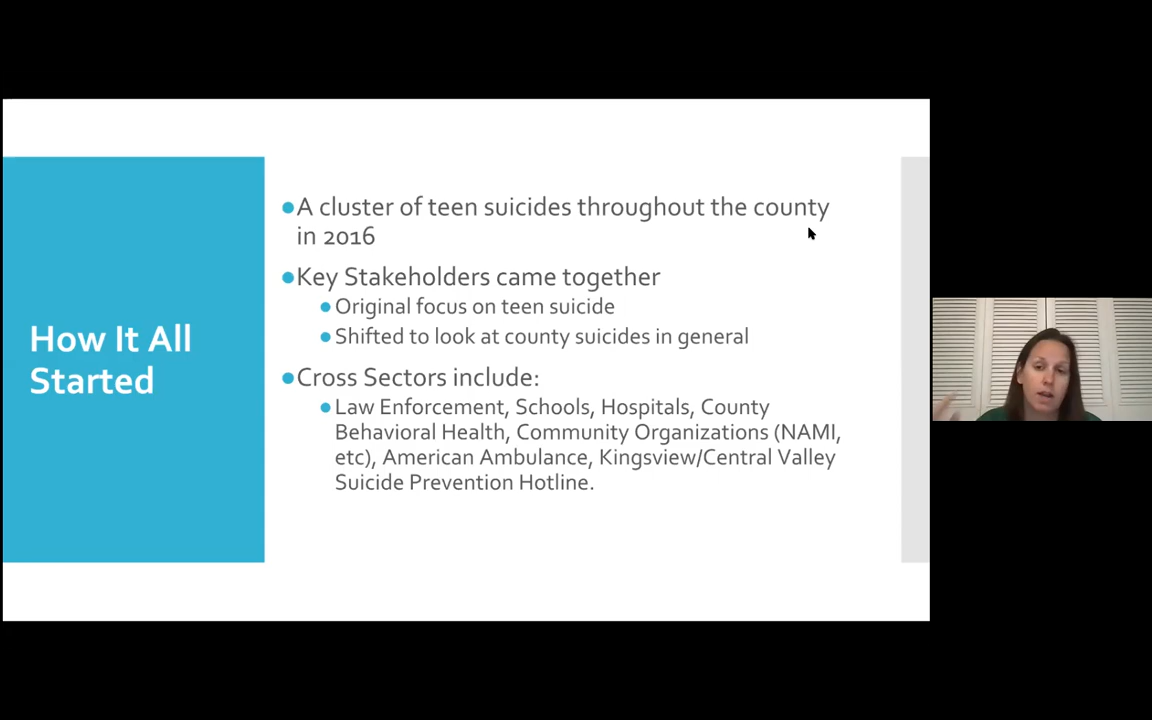 How It All
Started
A cluster of teen suicides throughout the county
in 2016
Key Stakeholders came together
Original focus on teen suicide
Shifted to look at county suicides in general
Cross Sectors include:
Law Enforcement, Schools, Hospitals, County
Behavioral Health, Community Organizations (NAMI,
etc), American Ambulance, Kingsview/Central Valley
Suicide Prevention Hotline.